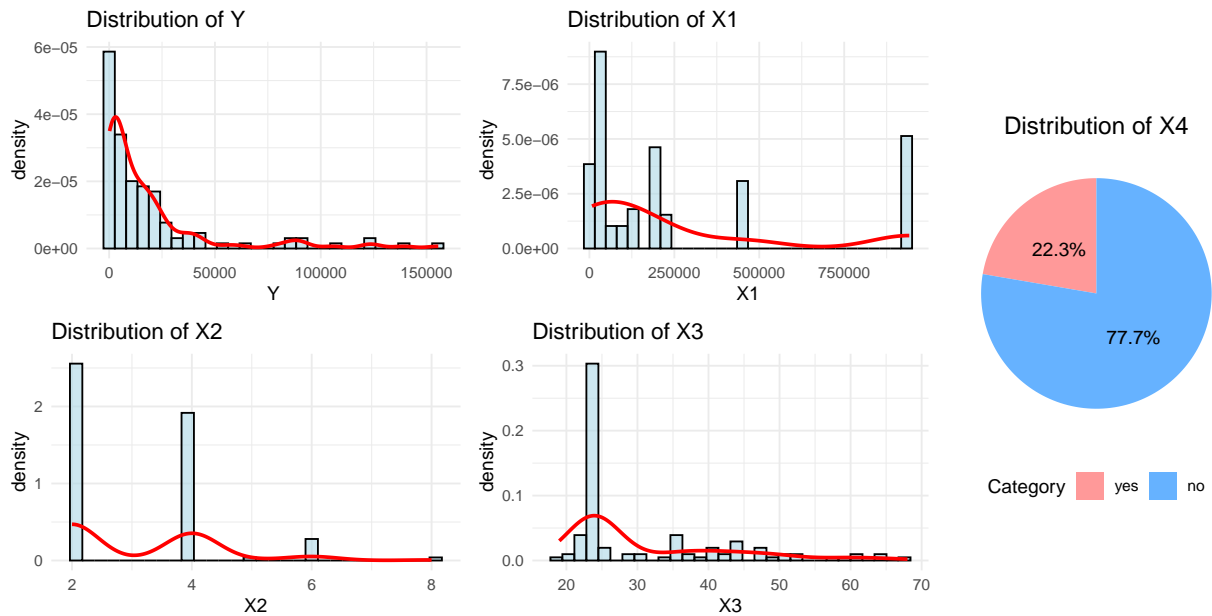 Distribution of Y
6e−05
4e−05
2e−05
0e+00
density
0 50000 100000 150000
Y
Distribution of X1
7.5e−06
5.0e−06
2.5e−06
0.0e+00
density
0 250000 500000 750000
X1
Distribution of X2
2
1
0
density
2 4 6 8
X2
Distribution of X3
0.3
0.2
0.1
0.0
density
20 30 40 50 60 70
X3
Distribution of X4
22.3%
77.7%
Category yes no